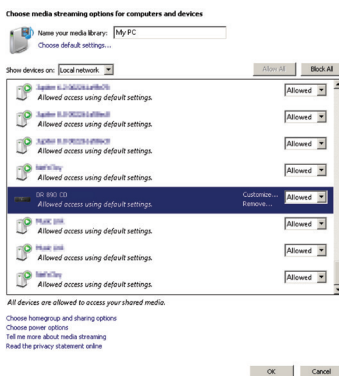 Choose media streaming options for computers and devices
Name your media library: My PC
Choose default settings...
Show devices on: Local network
Allow All Block All
Allowed
Allowed access using default settings.
Allowed
Allowed access using default settings.
Allowed
Allowed access using default settings.
Allowed
Allowed access using default settings.
DR 890 CD Customize... Allowed
Allowed access using default settings. Remove...
Allowed
Allowed access using default settings.
Allowed
Allowed access using default settings.
Allowed
Allowed access using default settings.
All devices are allowed to access your shared media.
Choose homegroup and sharing options
Choose power options
Tell me more about media streaming
Read the privacy statement online
OK Cancel